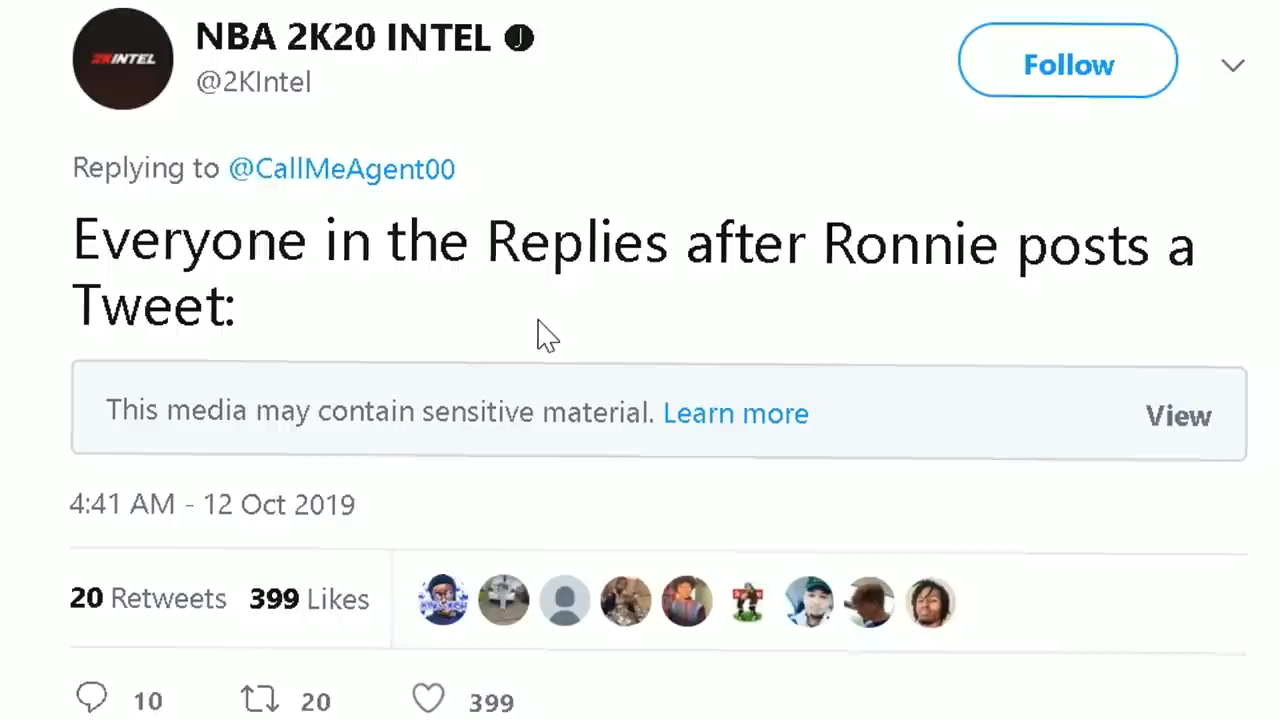 NBA 2K20 INTEL J
@2KIntel
Follow
2KINTEL
Replying to @CallMeAgent00
Everyone in the Replies after Ronnie posts a
Tweet:
This media may contain sensitive material. Learn more
View
4:41 AM - 12 Oct 2019
20 Retweets 399 Likes
10 20 399